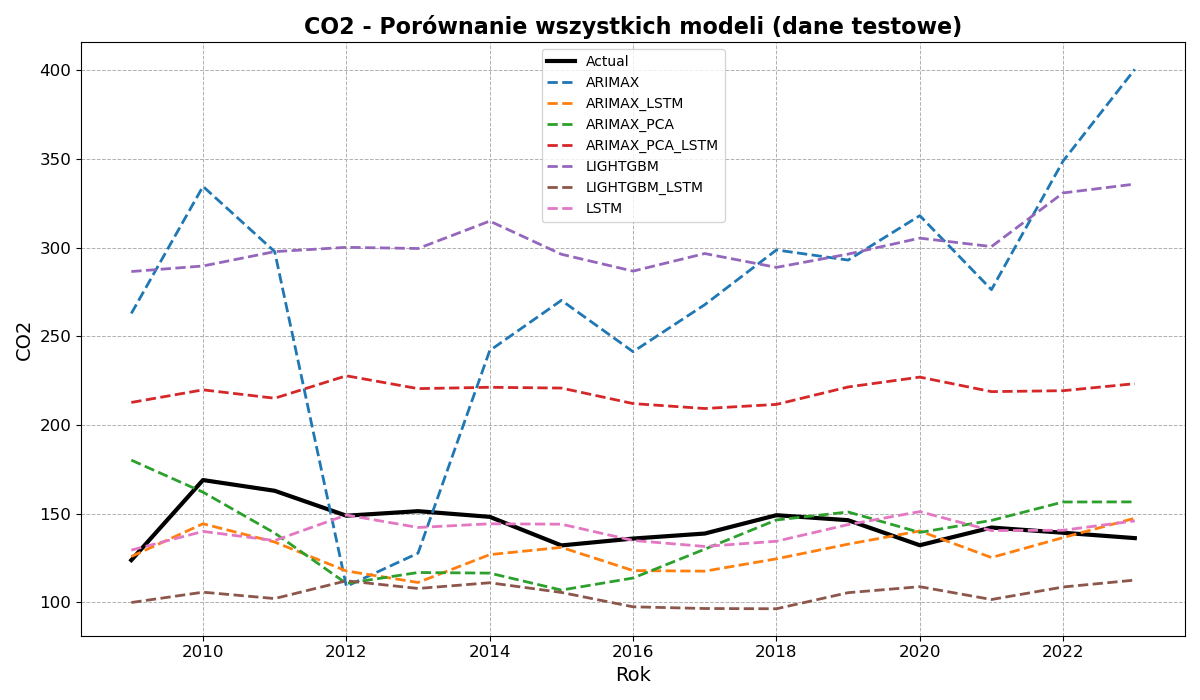 CO2 - Porównanie wszystkich modeli (dane testowe)
Actual
ARIMAX
ARIMAX_LSTM
ARIMAX_PCA
ARIMAX_PCA_LSTM
LIGHTGBM
LIGHTGBM_LSTM
LSTM
400
350
300
250
200
150
100
CO2
2010 2012 2014 2016 2018 2020 2022
Rok